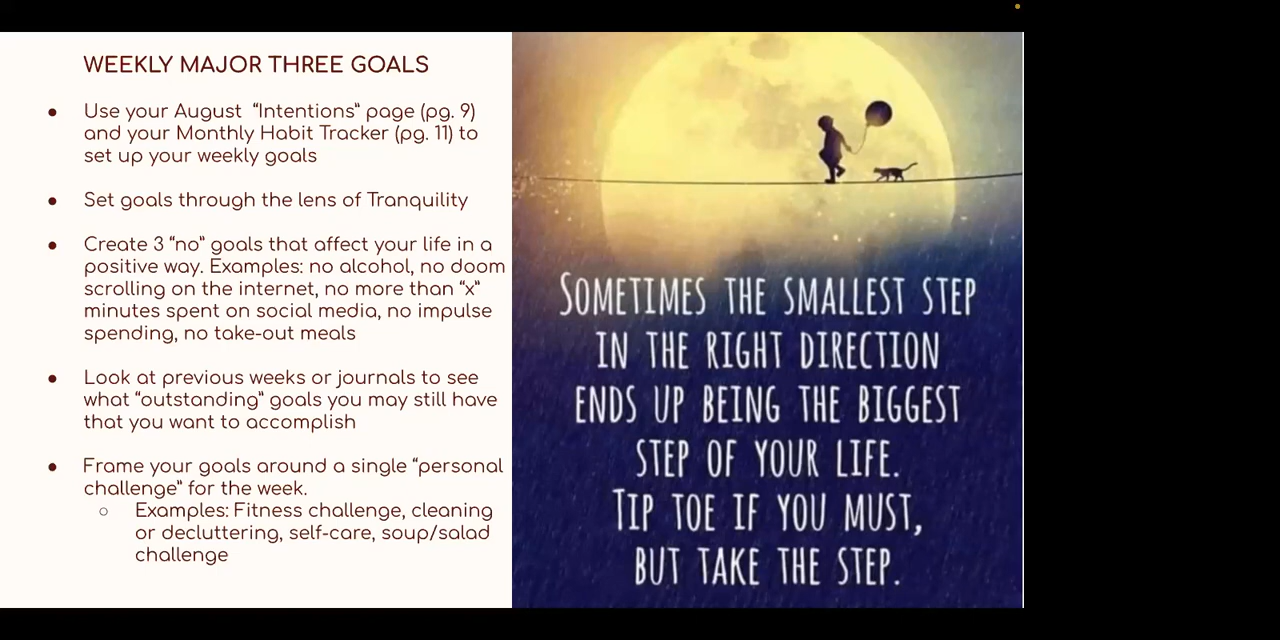 WEEKLY MAJOR THREE GOALS
● Use your August "Intentions" page (pg. 9)
and your Monthly Habit Tracker (pg. 11) to
set up your weekly goals
● Set goals through the lens of Tranquility
● Create 3 “no” goals that affect your life in a
positive way. Examples: no alcohol, no doom
scrolling on the internet, no more than “x”
minutes spent on social media, no impulse
spending, no take-out meals
● Look at previous weeks or journals to see
what “outstanding” goals you may still have
that you want to accomplish
● Frame your goals around a single “personal
challenge” for the week.
○ Examples: Fitness challenge, cleaning
or decluttering, self-care, soup/salad
challenge
SOMETIMES THE SMALLEST STEP
IN THE RIGHT DIRECTION
ENDS UP BEING THE BIGGEST
STEP OF YOUR LIFE.
TIP TOE IF YOU MUST,
BUT TAKE THE STEP.